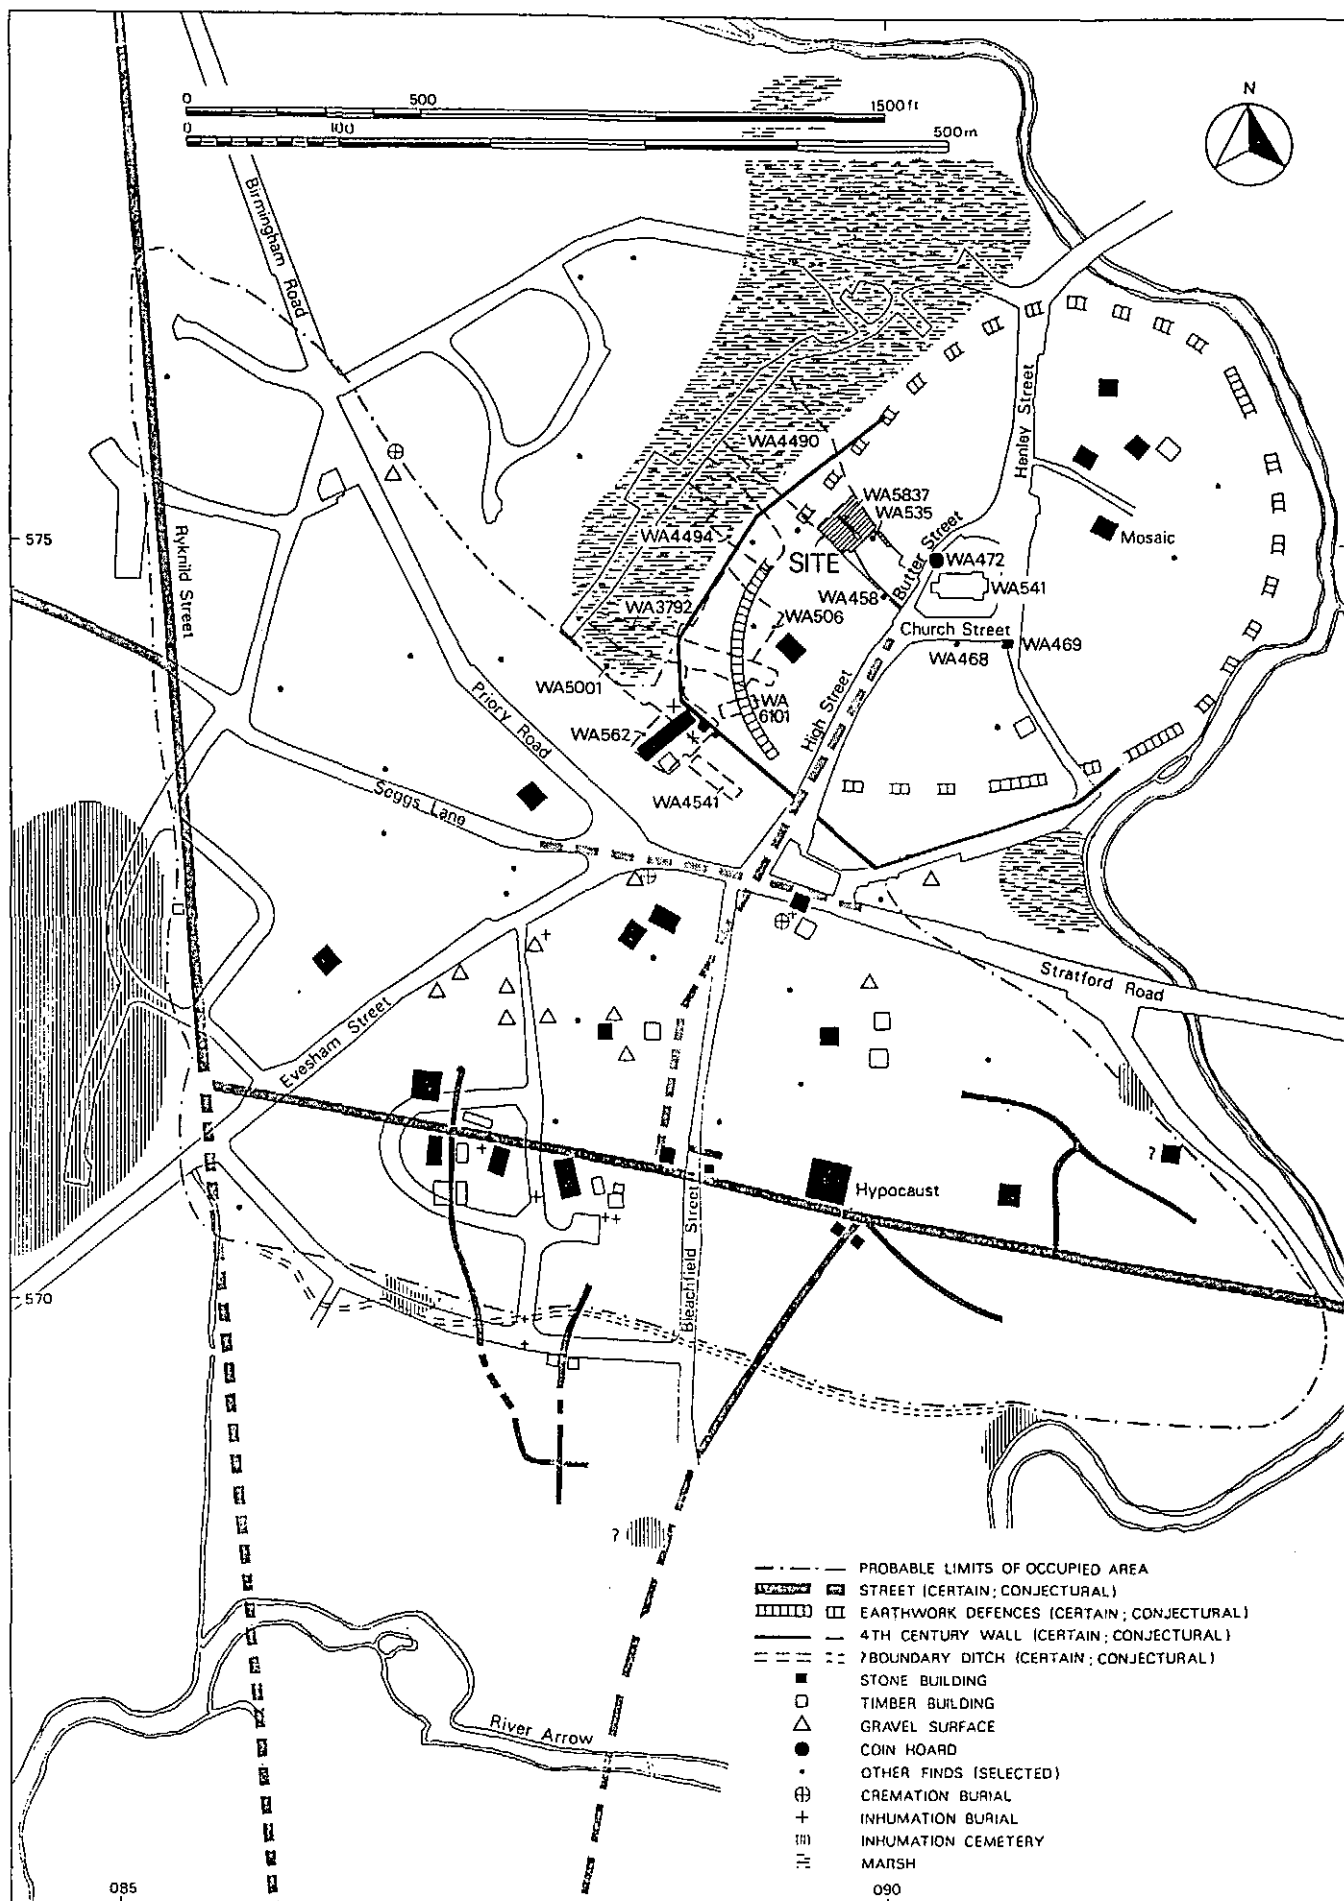 N
0 500 1500ft
0 100 500m
Birmingham Road
Henley Street
WA4490
WA5837
WA535
575
Mosaic
WA4494
SITE
Butter Street
WA472
WA541
Ryknild Street
WA3792
WA458
WA506
Church Street
WA468
WA469
WA5001
Priory Road
WA
6101
High Street
WA562
WA4541
Seggs Lane
Stratford Road
Evesham Street
?
Hypocaust
Bleachfield Street
570
?
PROBABLE LIMITS OF OCCUPIED AREA
STREET (CERTAIN; CONJECTURAL)
EARTHWORK DEFENCES (CERTAIN; CONJECTURAL)
4TH CENTURY WALL (CERTAIN; CONJECTURAL)
?BOUNDARY DITCH (CERTAIN; CONJECTURAL)
STONE BUILDING
TIMBER BUILDING
GRAVEL SURFACE
COIN HOARD
OTHER FINDS (SELECTED)
CREMATION BURIAL
INHUMATION BURIAL
INHUMATION CEMETERY
MARSH
River Arrow
085
090